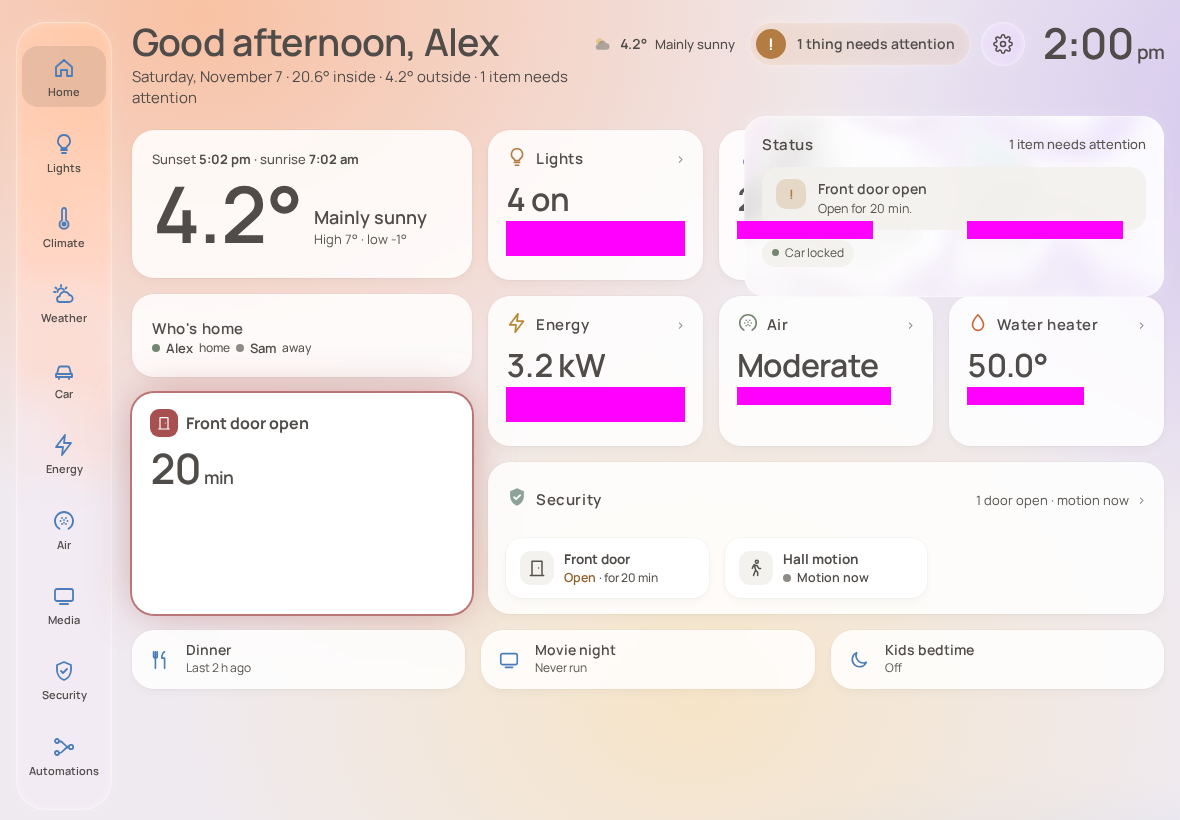 Good afternoon, Alex
Saturday, November 7 · 20.6° inside · 4.2° outside · 1 item needs
attention
4.2° Mainly sunny
! 1 thing needs attention
2:00 pm
Home
Lights
Climate
Weather
Car
Energy
Air
Media
Security
Automations
Sunset 5:02 pm · sunrise 7:02 am
4.2° Mainly sunny
High 7° · low -1°
Who's home
Alex home Sam away
Front door open
20 min
Lights
4 on
Status 1 item needs attention
! Front door open
Open for 20 min.
Car locked
Energy
3.2 kW
Air
Moderate
Water heater
50.0°
Security 1 door open · motion now
Front door
Open · for 20 min
Hall motion
Motion now
Dinner
Last 2 h ago
Movie night
Never run
Kids bedtime
Off